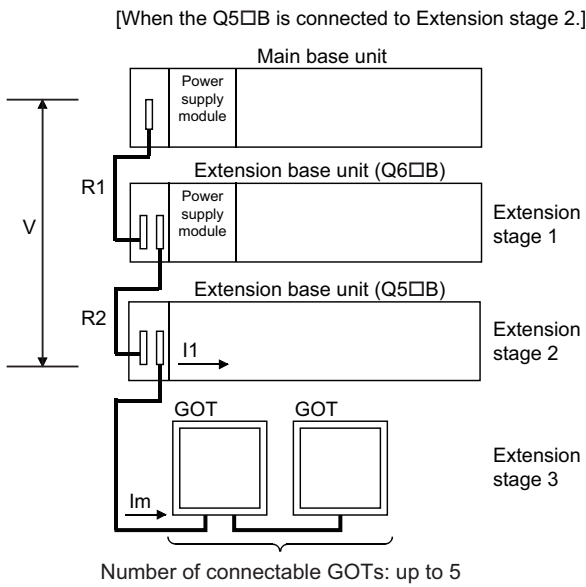 [When the Q5□B is connected to Extension stage 2.]
Main base unit
Power
supply
module
R1
Extension base unit (Q6□B)
Power
supply
module
Extension
stage 1
V
R2
Extension base unit (Q5□B)
I1
Extension
stage 2
GOT
GOT
Extension
stage 3
Im
Number of connectable GOTs: up to 5